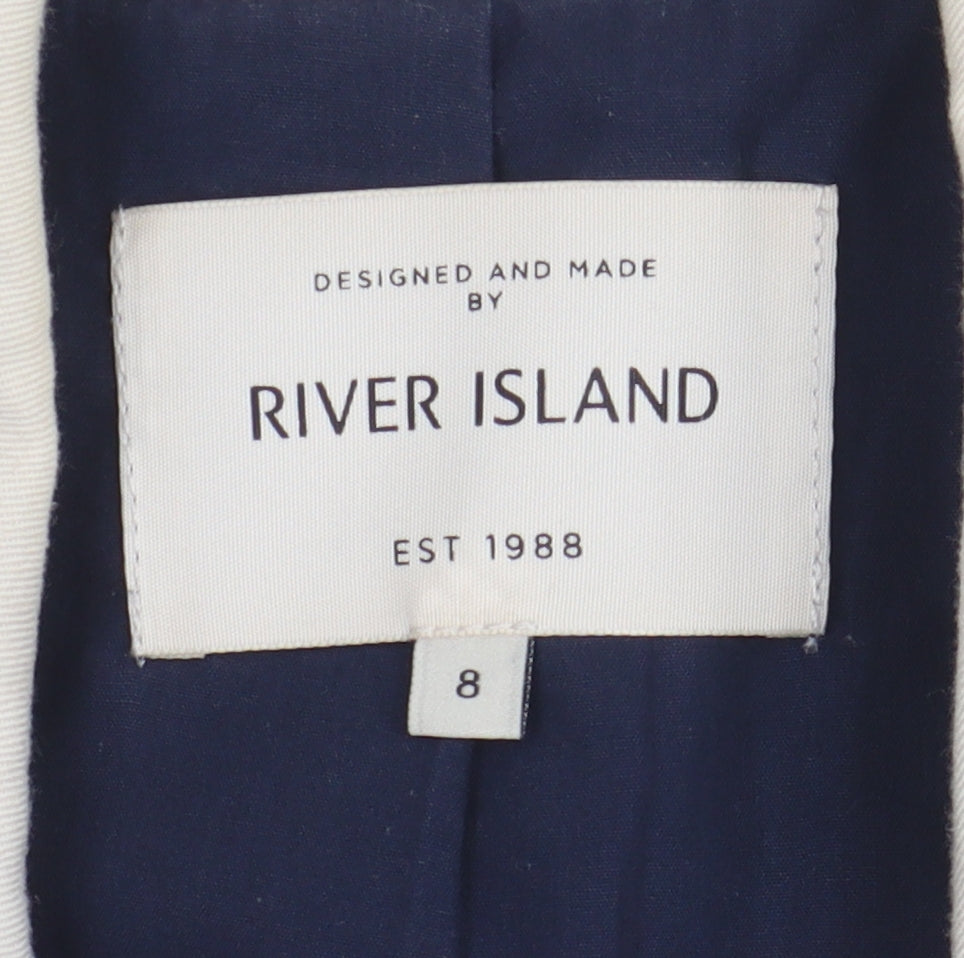 DESIGNED AND MADE
BY
RIVER ISLAND
EST 1988
8